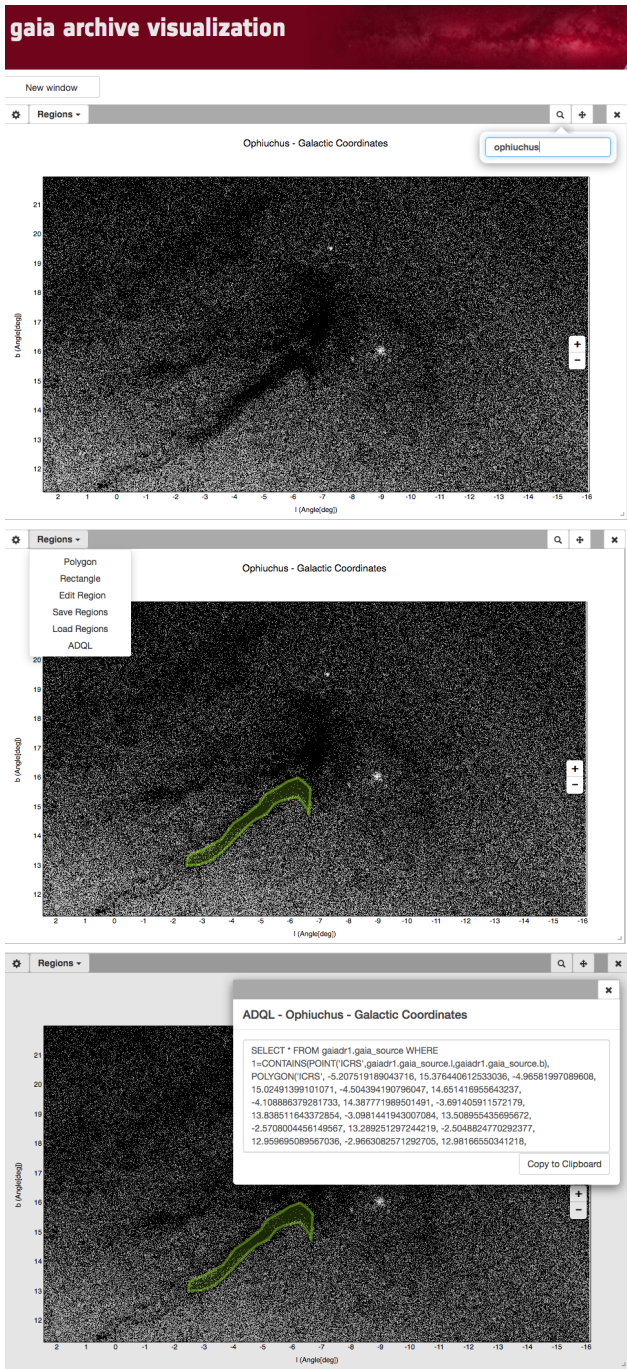 gaia archive visualization
New window
Regions
ophiuchus
Ophiuchus - Galactic Coordinates
b (Angle[deg])
21
20
19
18
17
16
15
14
13
12
+
−
2 1 0 -1 -2 -3 -4 -5 -6 -7 -8 -9 -10 -11 -12 -13 -14 -15 -16
l (Angle[deg])
Regions
Polygon
Rectangle
Edit Region
Save Regions
Load Regions
ADQL
Ophiuchus - Galactic Coordinates
b (Angle[deg])
20
19
18
17
16
15
14
13
12
+
−
2 1 0 -1 -2 -3 -4 -5 -6 -7 -8 -9 -10 -11 -12 -13 -14 -15 -16
l (Angle[deg])
Regions
ADQL - Ophiuchus - Galactic Coordinates
SELECT * FROM gaiadr1.gaia_source WHERE
1=CONTAINS(POINT('ICRS',gaiadr1.gaia_source.l,gaiadr1.gaia_source.b),
POLYGON('ICRS', -5.207519189043716, 15.376440612533036, -4.96581997089608,
15.02491399101071, -4.504394190796047, 14.651416955643237,
-4.108886379281733, 14.387771989501491, -3.691405911572179,
13.838511643372854, -3.0981441943007084, 13.508955435695672,
-2.5708004456149567, 13.289251297244219, -2.5048824770292377,
12.959695089567036, -2.9663082571292705, 12.98166550341218,
Copy to Clipboard
b (Angle[deg])
21
20
19
18
17
16
15
14
13
12
+
−
2 1 0 -1 -2 -3 -4 -5 -6 -7 -8 -9 -10 -11 -12 -13 -14 -15 -16
l (Angle[deg])